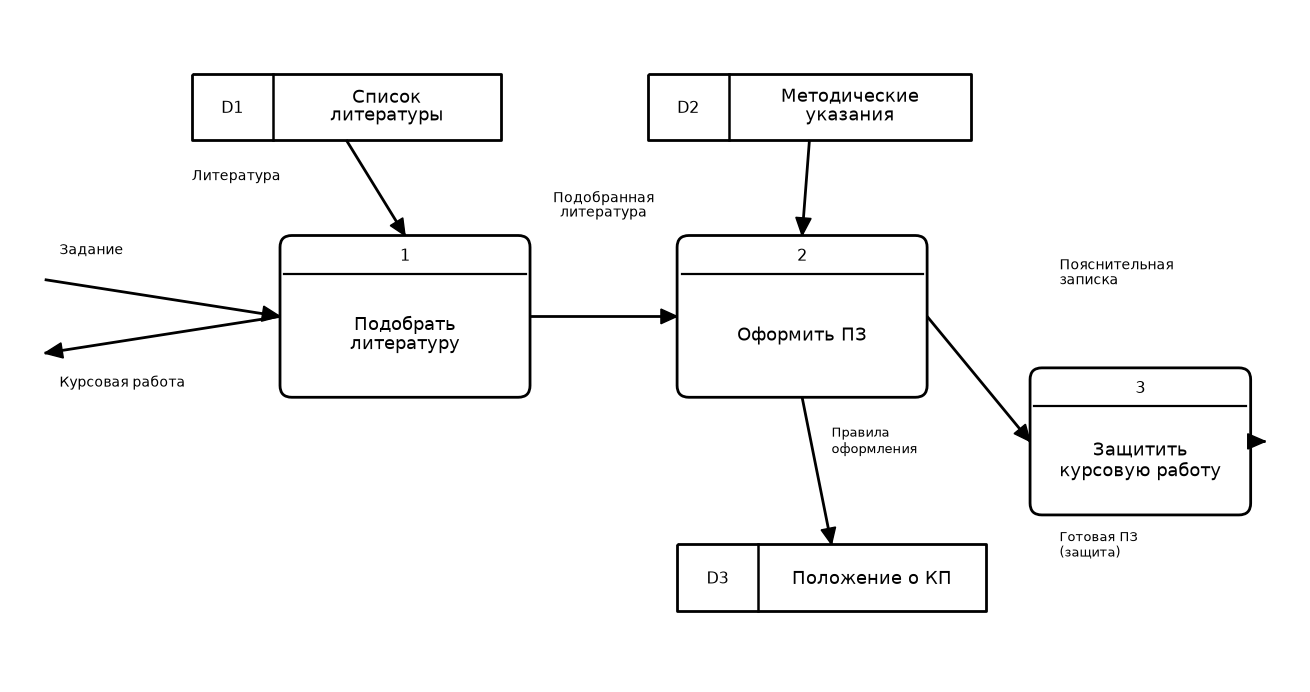 D1
Список
литературы
D2
Методические
указания
Литература
Подобранная
литература
Задание
1
2
Пояснительная
записка
Подобрать
литературу
Оформить ПЗ
Курсовая работа
3
Правила
оформления
Защитить
курсовую работу
Готовая ПЗ
(защита)
D3
Положение о КП